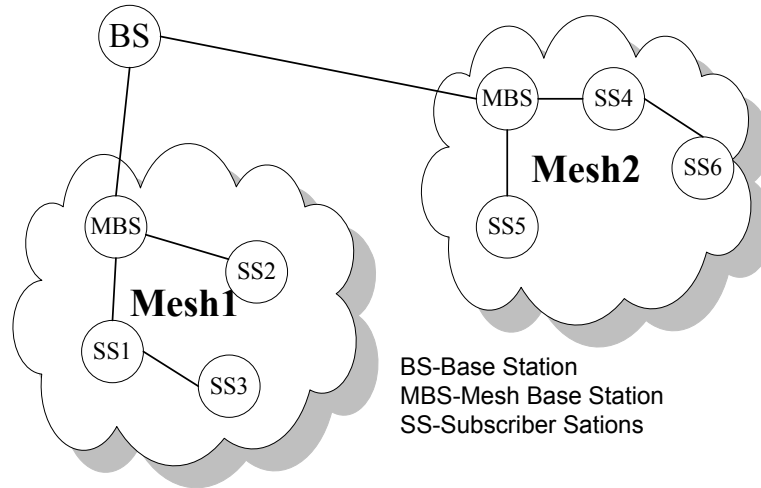 BS
MBS
SS4
Mesh2
SS6
SS5
MBS
SS2
Mesh1
SS1
SS3
BS-Base Station
MBS-Mesh Base Station
SS-Subscriber Sations